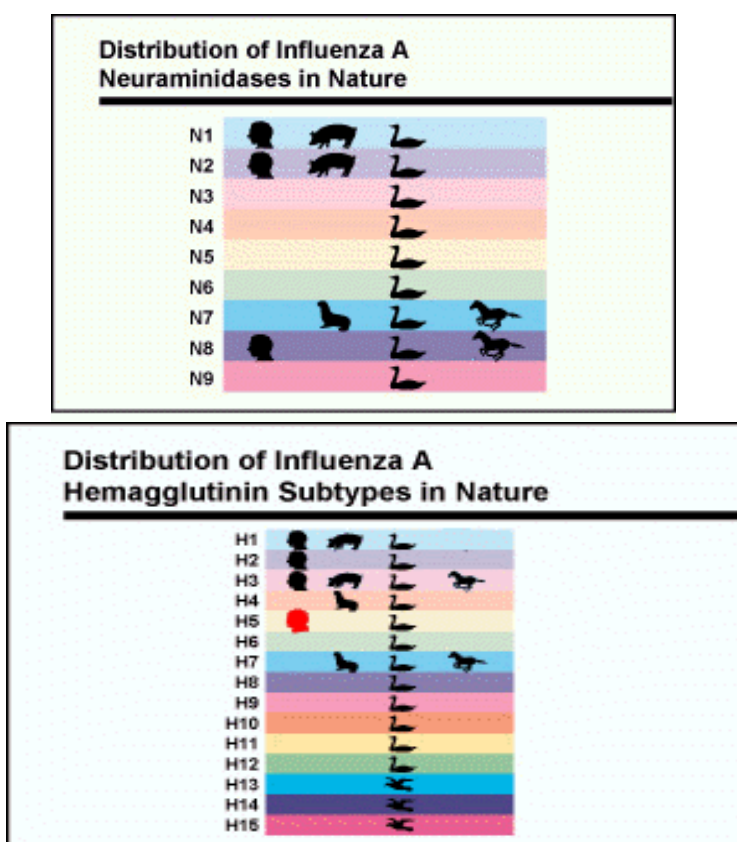 Distribution of Influenza A
Neuraminidases in Nature
N1
N2
N3
N4
N5
N6
N7
N8
N9
Distribution of Influenza A
Hemagglutinin Subtypes in Nature
H1
H2
H3
H4
H5
H6
H7
H8
H9
H10
H11
H12
H13
H14
H15